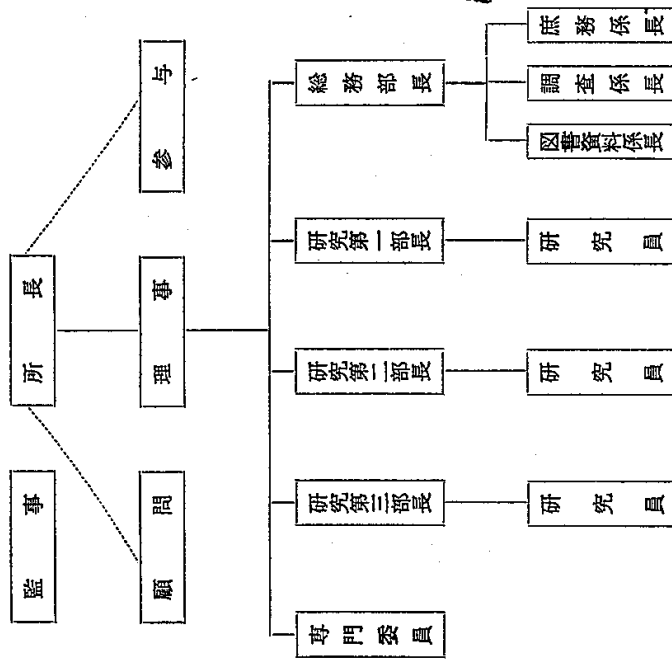 監事
所長
顧問
理事
参与
専門委員
研究第三部長
研究第二部長
研究第一部長
総務部長
研究員
研究員
研究員
図書資料係長
調査係長
庶務係長